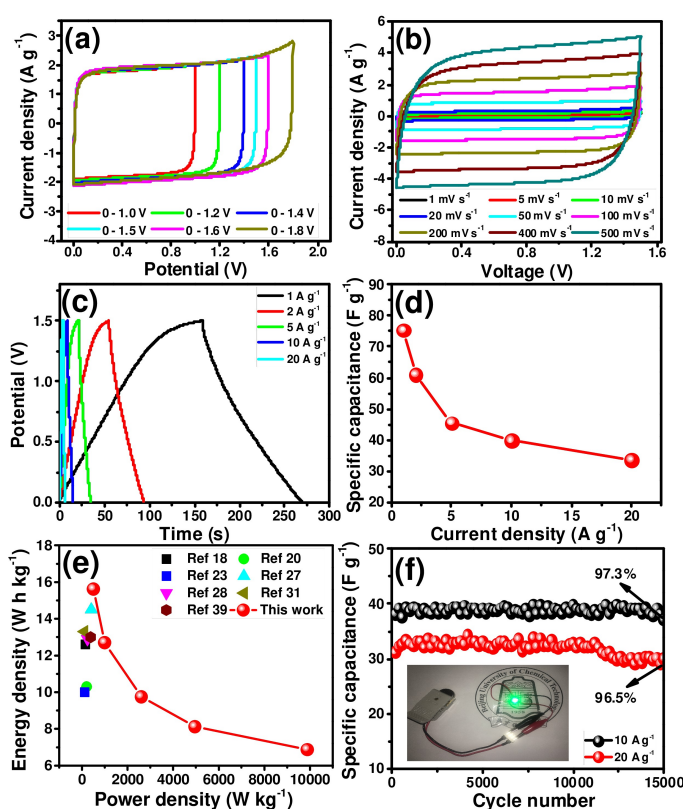 (a)
Current density (A g-1)
3
2
1
0
-1
-2
-3
0 - 1.0 V 0 - 1.2 V 0 - 1.4 V
0 - 1.5 V 0 - 1.6 V 0 - 1.8 V
0.0 0.4 0.8 1.2 1.6 2.0
Potential (V)
(b)
Current density (A g-1)
6
4
2
0
-2
-4
-6
-8
1 mV s-1 5 mV s-1 10 mV s-1
20 mV s-1 50 mV s-1 100 mV s-1
200 mV s-1 400 mV s-1 500 mV s-1
0.0 0.4 0.8 1.2 1.6
Voltage (V)
(c)
Potential (V)
1.5
1.0
0.5
0.0
1 A g-1
2 A g-1
5 A g-1
10 A g-1
20 A g-1
0 50 100 150 200 250 300
Time (s)
(d)
Specific capacitance (F g-1)
90
80
70
60
50
40
30
20
0 5 10 15 20
Current density (A g-1)
(e)
Energy density (W h kg-1)
18
16
14
12
10
8
6
Ref 18 Ref 20
Ref 23 Ref 27
Ref 28 Ref 31
Ref 39 This work
0 2000 4000 6000 8000 10000
Power density (W kg-1)
(f)
Specific capacitance (F g-1)
50
40
30
20
10
97.3%
96.5%
Beijing University of Chemical Technology
10 A g-1
20 A g-1
0 5000 10000 15000
Cycle number